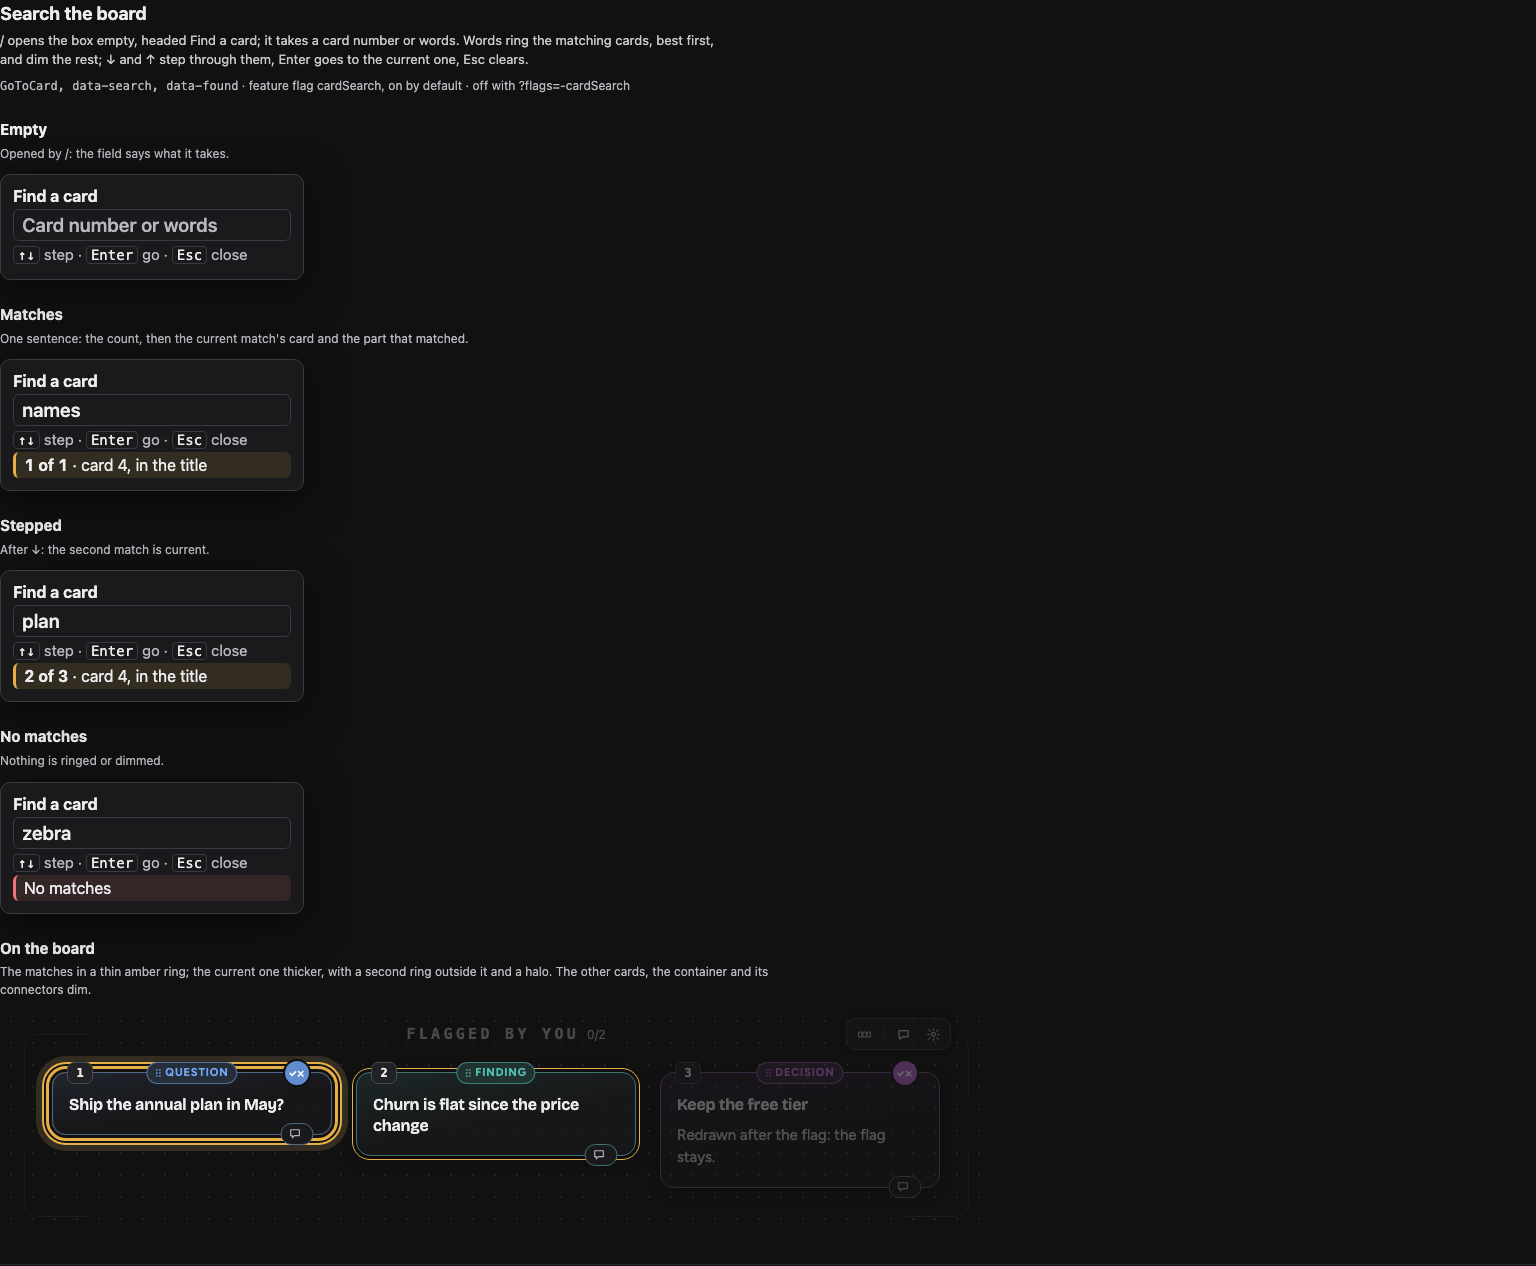 Search the board
/ opens the box empty, headed Find a card; it takes a card number or words. Words ring the matching cards, best first,
and dim the rest; ↓ and ↑ step through them, Enter goes to the current one, Esc clears.
GoToCard, data-search, data-found · feature flag cardSearch, on by default · off with ?flags=-cardSearch
Empty
Opened by /: the field says what it takes.
Find a card
Card number or words
↑↓ step · Enter go · Esc close
Matches
One sentence: the count, then the current match's card and the part that matched.
Find a card
names
↑↓ step · Enter go · Esc close
1 of 1 · card 4, in the title
Stepped
After ↓: the second match is current.
Find a card
plan
↑↓ step · Enter go · Esc close
2 of 3 · card 4, in the title
No matches
Nothing is ringed or dimmed.
Find a card
zebra
↑↓ step · Enter go · Esc close
No matches
On the board
The matches in a thin amber ring; the current one thicker, with a second ring outside it and a halo. The other cards, the container and its
connectors dim.
FLAGGED BY YOU 0/2
1 QUESTION
Ship the annual plan in May?
2 FINDING
Churn is flat since the price
change
3 DECISION
Keep the free tier
Redrawn after the flag: the flag
stays.